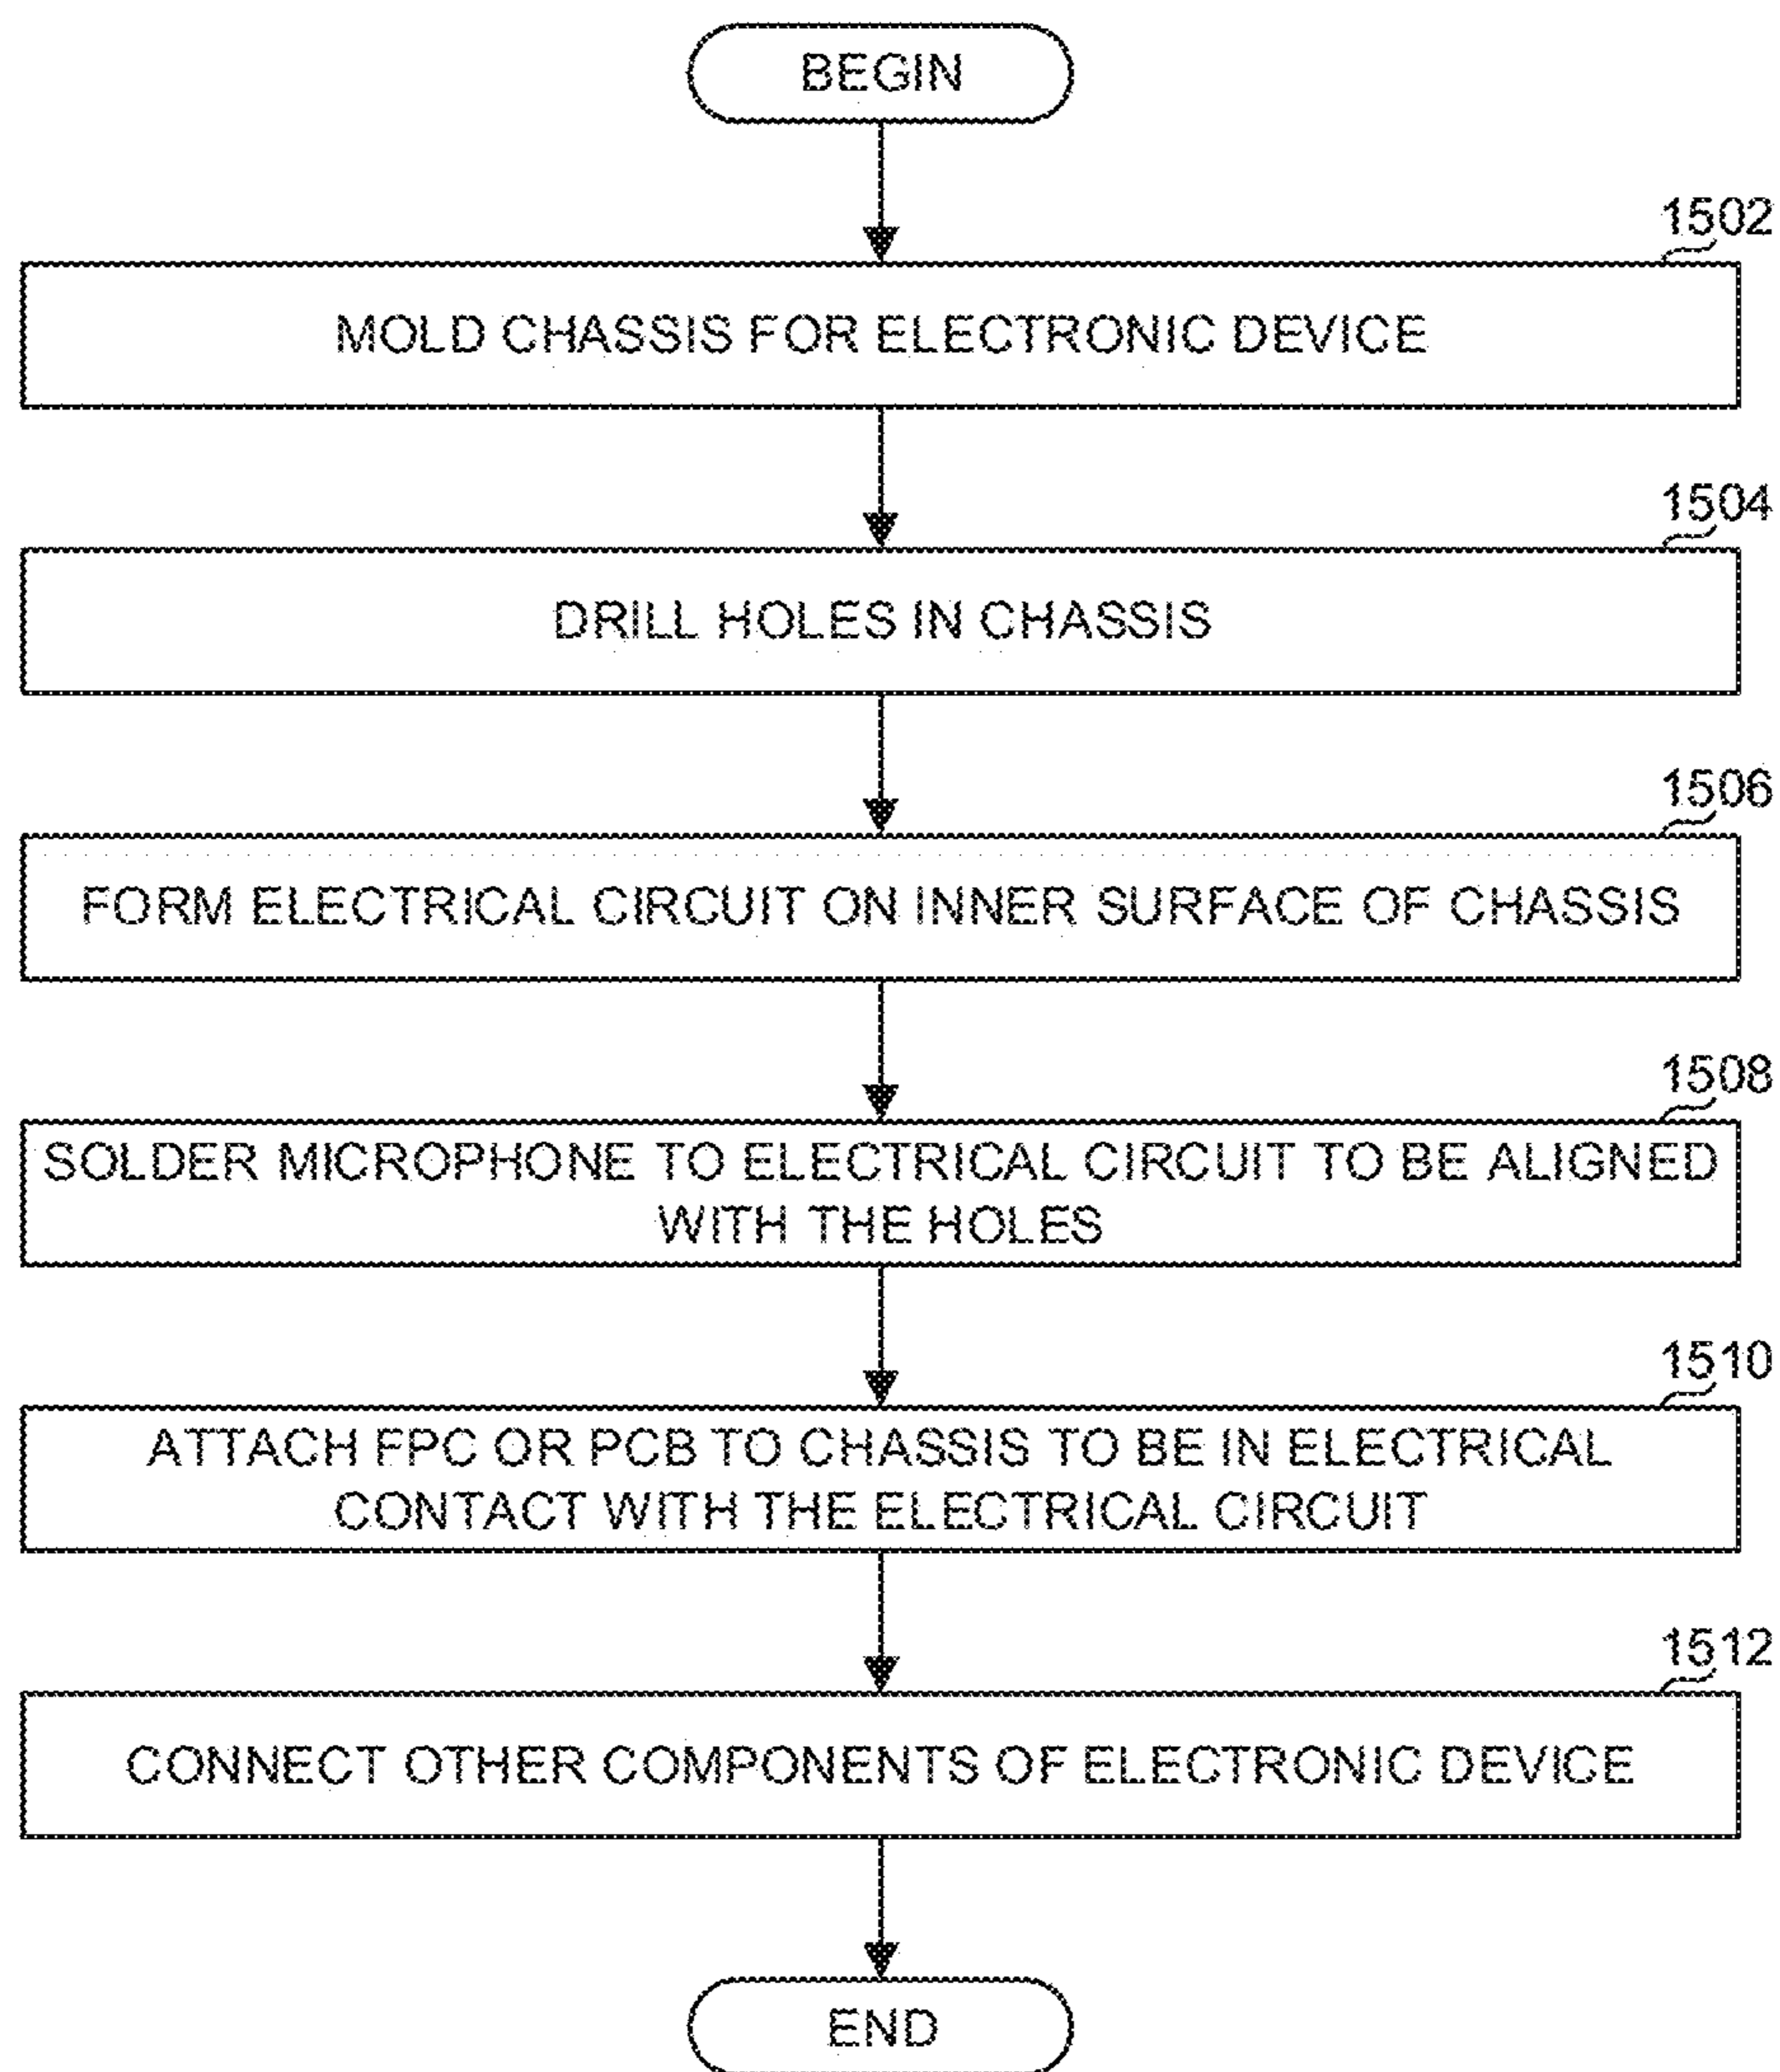 BEGIN
1502
MOLD CHASSIS FOR ELECTRONIC DEVICE
1504
DRILL HOLES IN CHASSIS
1506
FORM ELECTRICAL CIRCUIT ON INNER SURFACE OF CHASSIS
1508
SOLDER MICROPHONE TO ELECTRICAL CIRCUIT TO BE ALIGNED
WITH THE HOLES
1510
ATTACH FPC OR PCB TO CHASSIS TO BE IN ELECTRICAL
CONTACT WITH THE ELECTRICAL CIRCUIT
1512
CONNECT OTHER COMPONENTS OF ELECTRONIC DEVICE
END